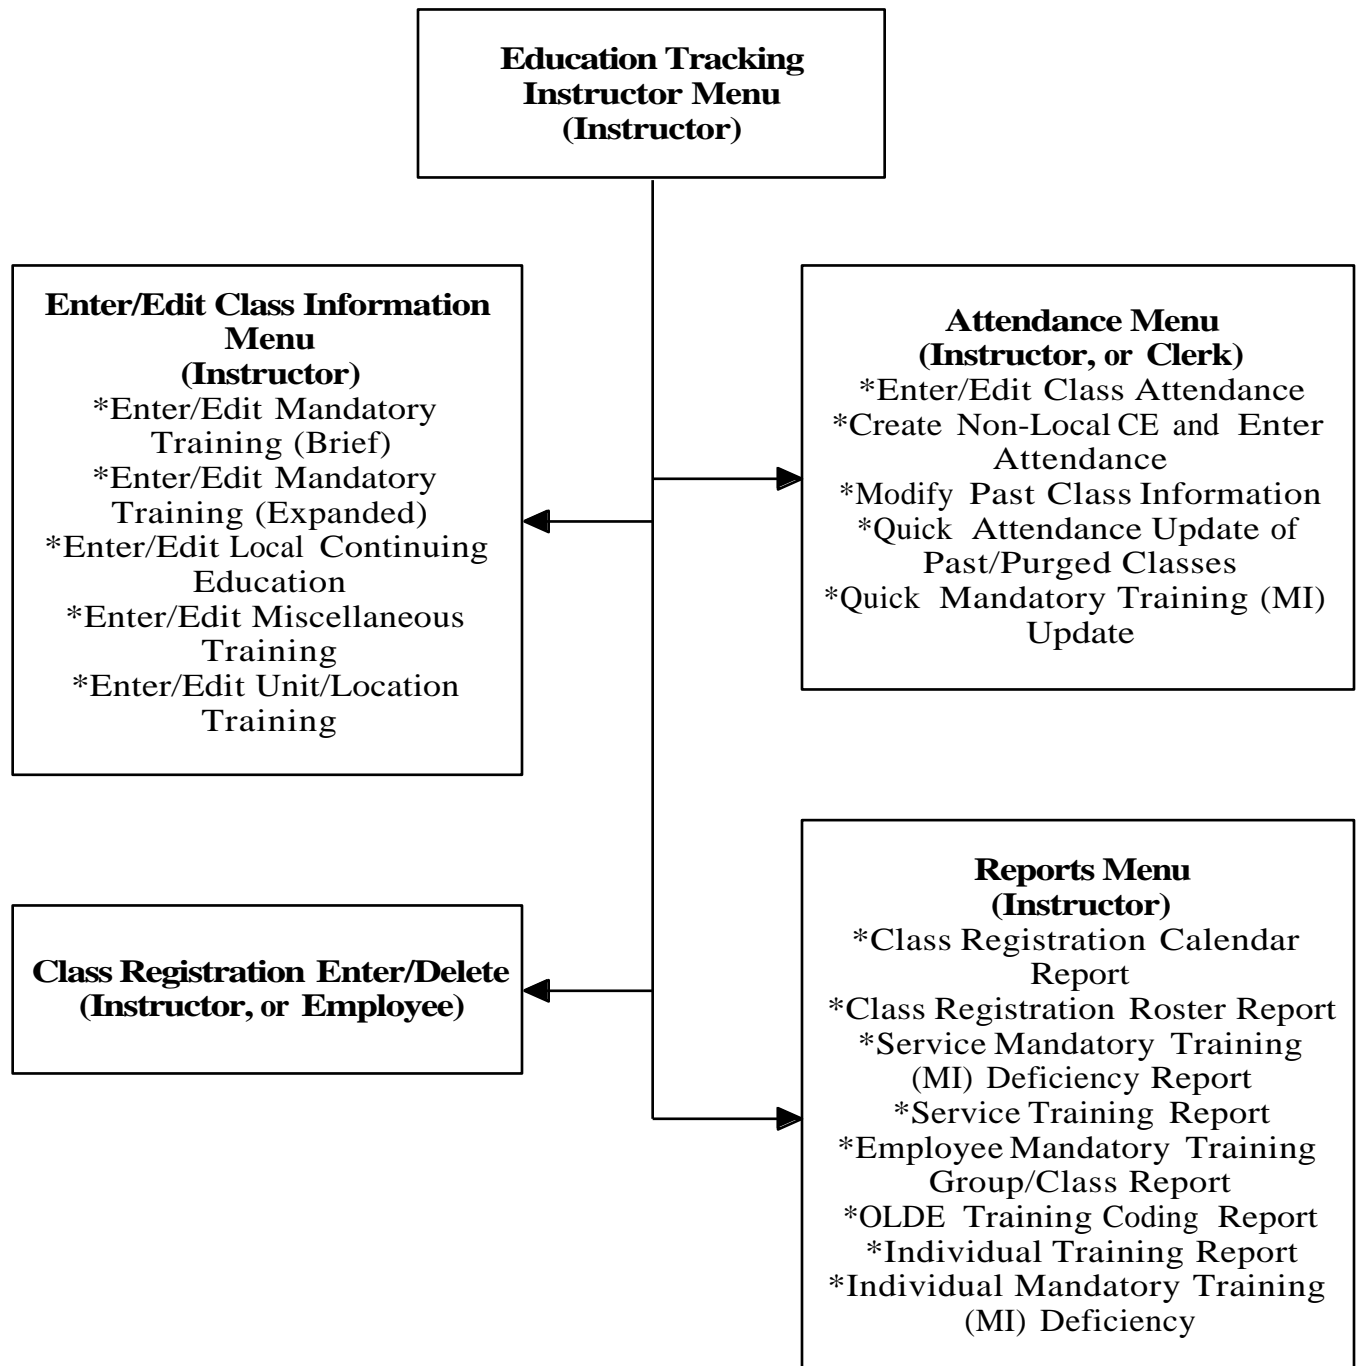 Education Tracking
Instructor Menu
(Instructor)
Enter/Edit Class Information
Menu
(Instructor)
*Enter/Edit Mandatory
Training (Brief)
*Enter/Edit Mandatory
Training (Expanded)
*Enter/Edit Local Continuing
Education
*Enter/Edit Miscellaneous
Training
*Enter/Edit Unit/Location
Training
Attendance Menu
(Instructor, or Clerk)
*Enter/Edit Class Attendance
*Create Non-Local CE and Enter
Attendance
*Modify Past Class Information
*Quick Attendance Update of
Past/Purged Classes
*Quick Mandatory Training (MI)
Update
Class Registration Enter/Delete
(Instructor, or Employee)
Reports Menu
(Instructor)
*Class Registration Calendar
Report
*Class Registration Roster Report
*Service Mandatory Training
(MI) Deficiency Report
*Service Training Report
*Employee Mandatory Training
Group/Class Report
*OLDE Training Coding Report
*Individual Training Report
*Individual Mandatory Training
(MI) Deficiency